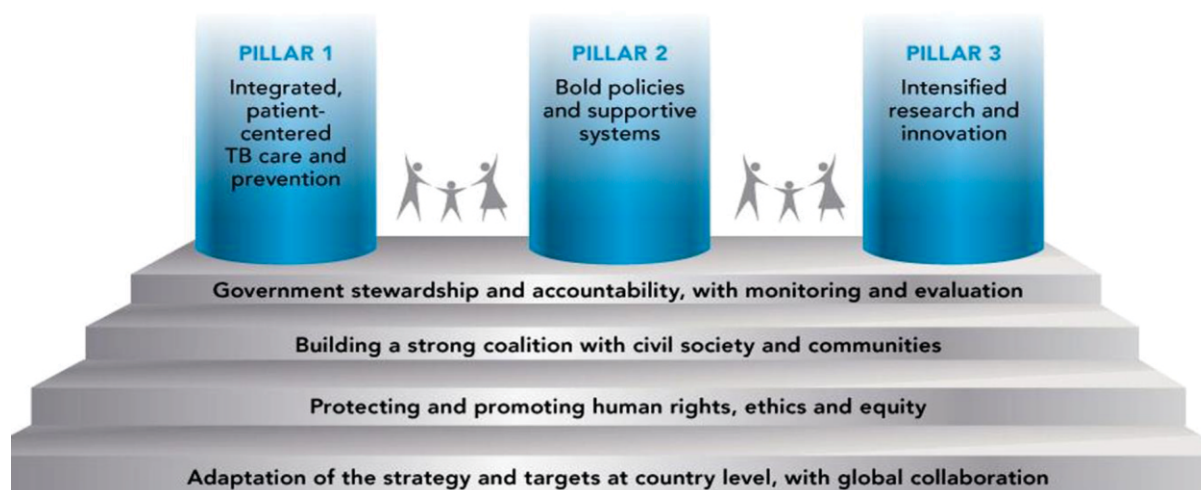 PILLAR 1
Integrated,
patient-
centered
TB care and
prevention
PILLAR 2
Bold policies
and supportive
systems
PILLAR 3
Intensified
research and
innovation
Government stewardship and accountability, with monitoring and evaluation
Building a strong coalition with civil society and communities
Protecting and promoting human rights, ethics and equity
Adaptation of the strategy and targets at country level, with global collaboration